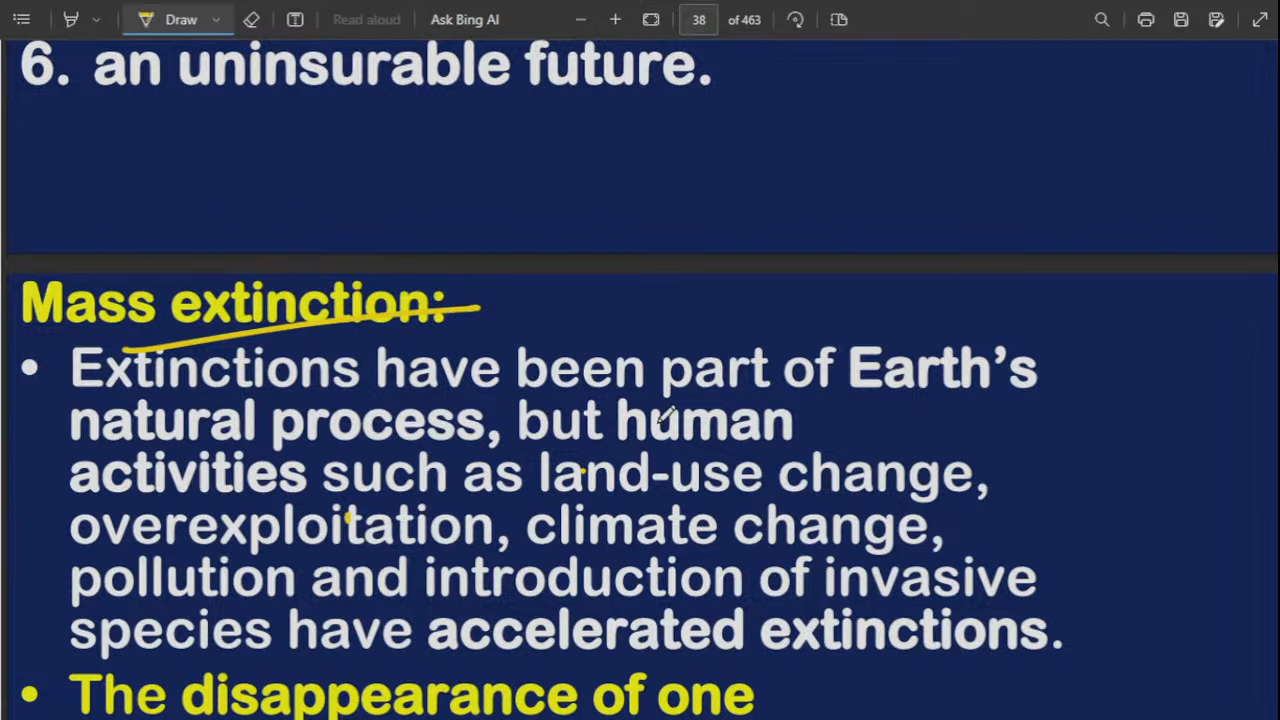 Draw
Read aloud
Ask Bing AI
38 of 463
6. an uninsurable future.
Mass extinction:
• Extinctions have been part of Earth’s
natural process, but human
activities such as land-use change,
overexploitation, climate change,
pollution and introduction of invasive
species have accelerated extinctions.
• The disappearance of one